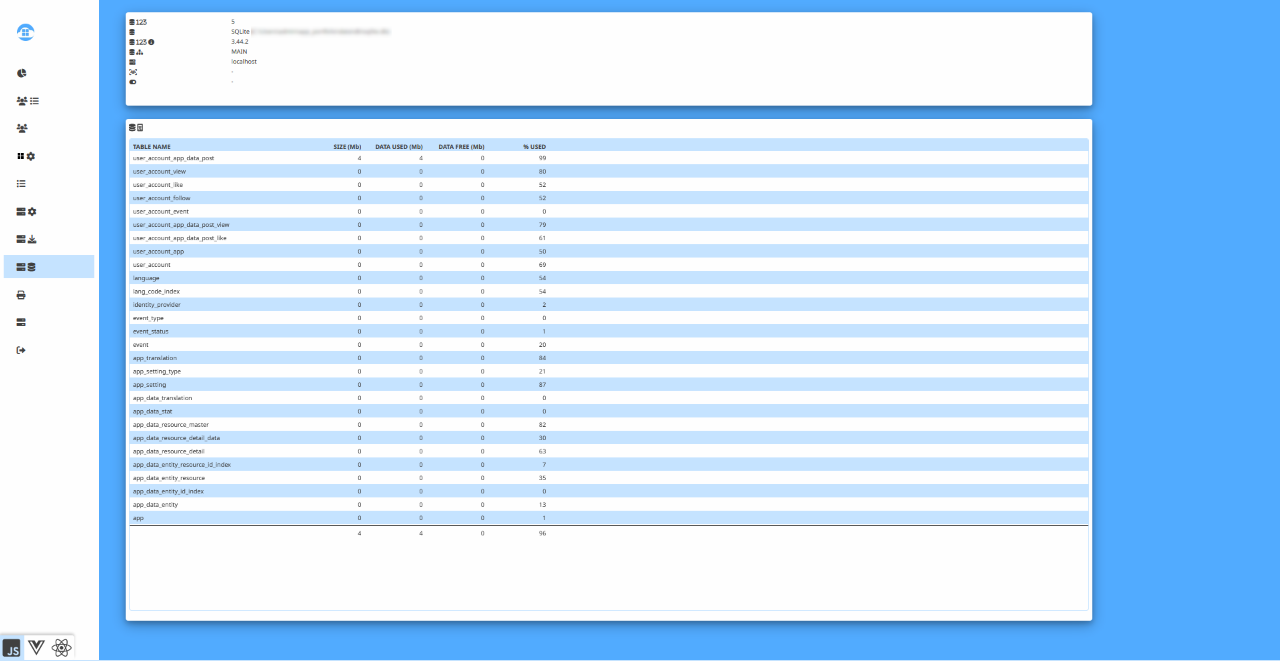 123 5
SQLite
123 3.44.2
MAIN
localhost
-
-
TABLE NAME SIZE (Mb) DATA USED (Mb) DATA FREE (Mb) % USED
user_account_app_data_post 4 4 0 99
user_account_view 0 0 0 80
user_account_like 0 0 0 52
user_account_follow 0 0 0 52
user_account_event 0 0 0 0
user_account_app_data_post_view 0 0 0 79
user_account_app_data_post_like 0 0 0 61
user_account_app 0 0 0 50
user_account 0 0 0 69
language 0 0 0 54
lang_code_index 0 0 0 54
identity_provider 0 0 0 2
event_type 0 0 0 0
event_status 0 0 0 1
event 0 0 0 20
app_translation 0 0 0 84
app_setting_type 0 0 0 21
app_setting 0 0 0 87
app_data_translation 0 0 0 0
app_data_stat 0 0 0 0
app_data_resource_master 0 0 0 82
app_data_resource_detail_data 0 0 0 30
app_data_resource_detail 0 0 0 63
app_data_entity_resource_id_index 0 0 0 7
app_data_entity_resource 0 0 0 35
app_data_entity_id_index 0 0 0 0
app_data_entity 0 0 0 13
app 0 0 0 1
4 4 0 96
JS